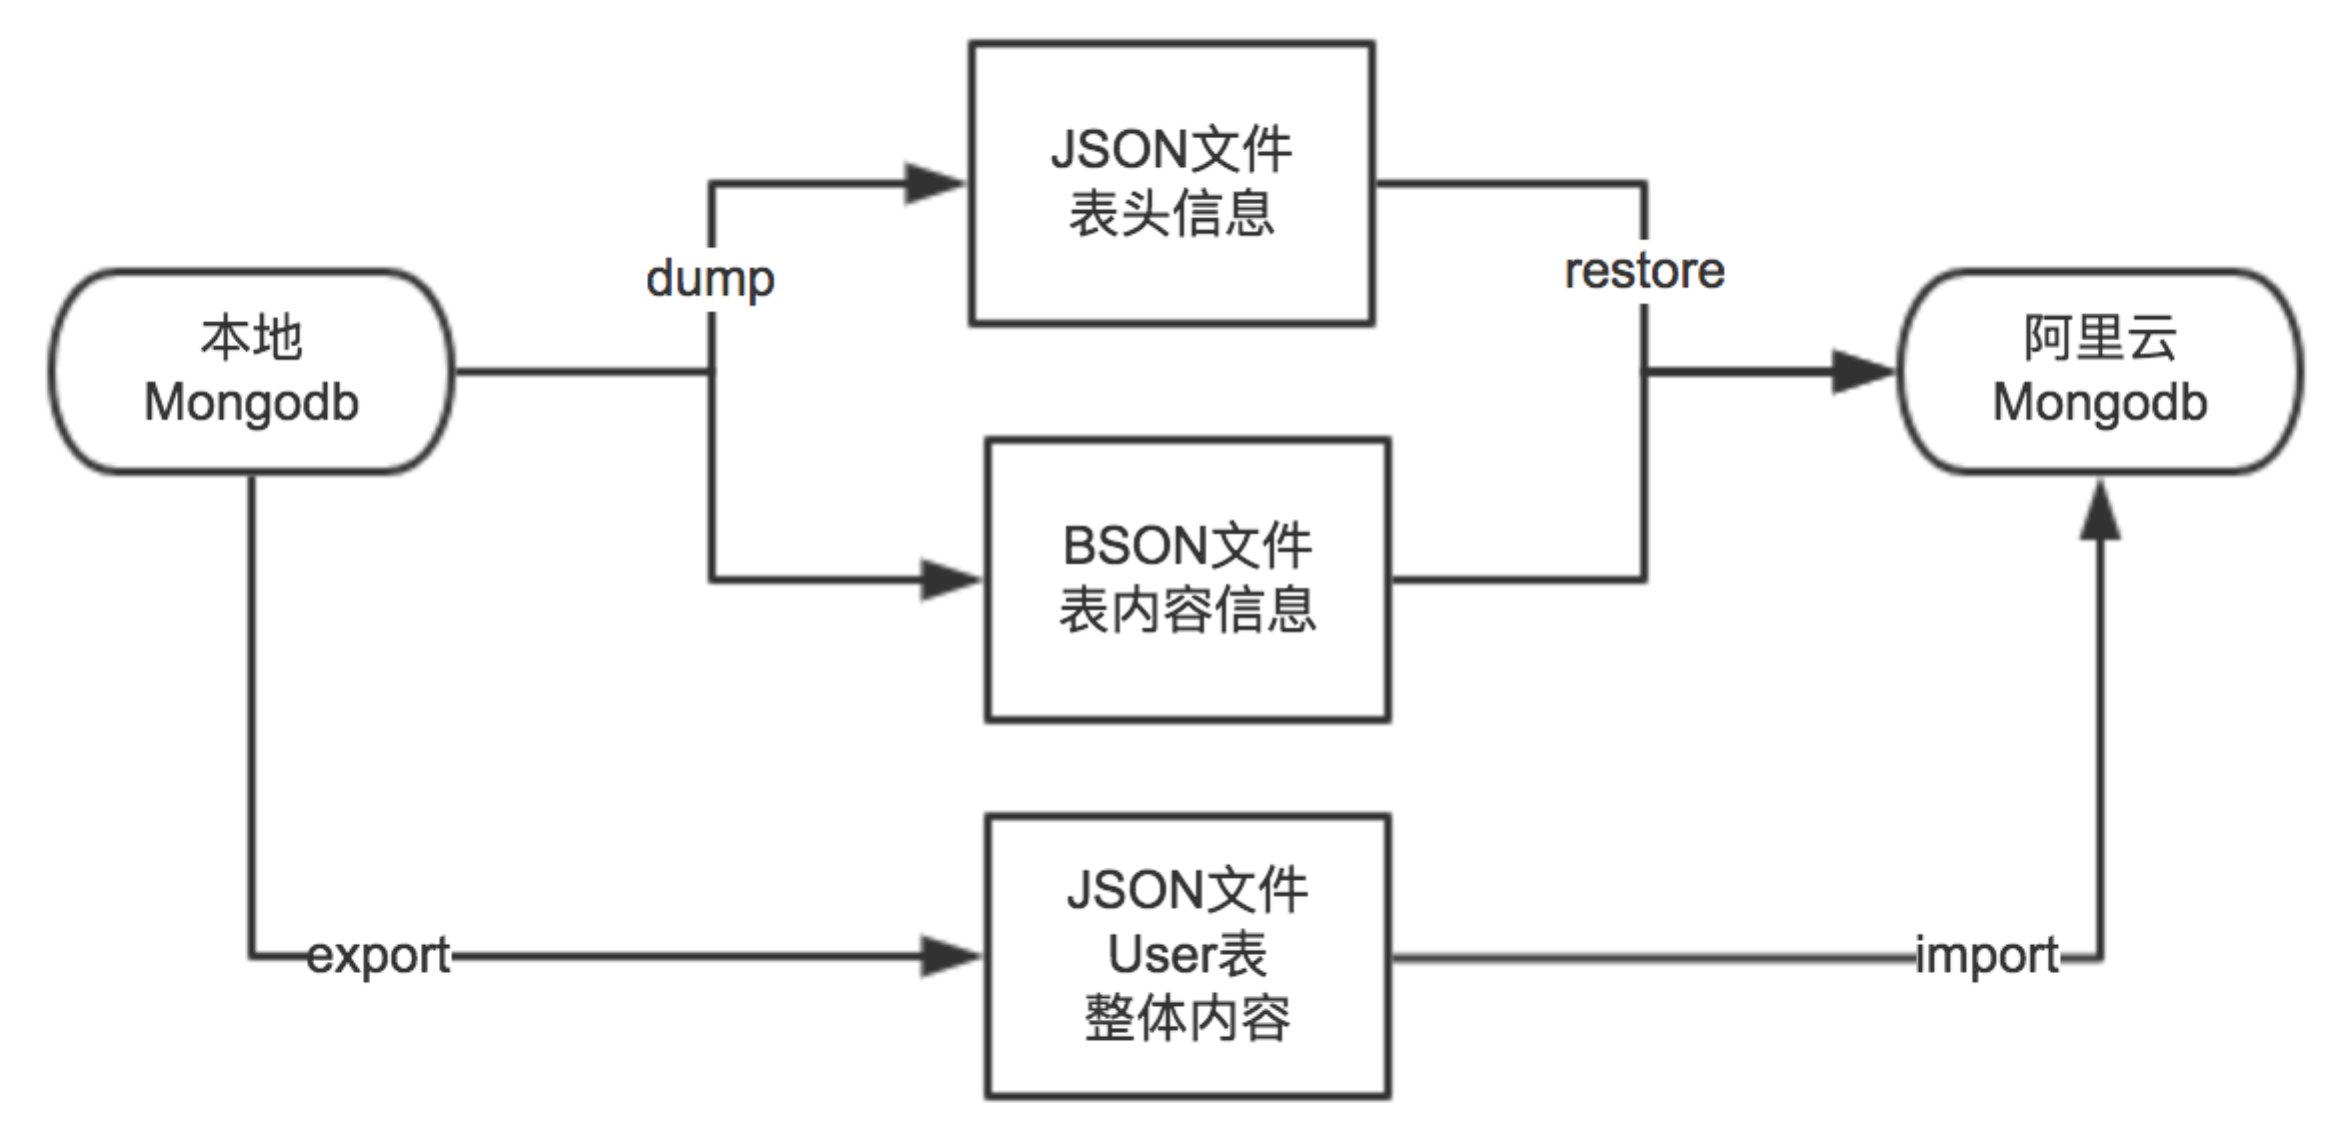 本地
Mongodb
dump
JSON文件
表头信息
restore
阿里云
Mongodb
BSON文件
表内容信息
export
JSON文件
User表
整体内容
import